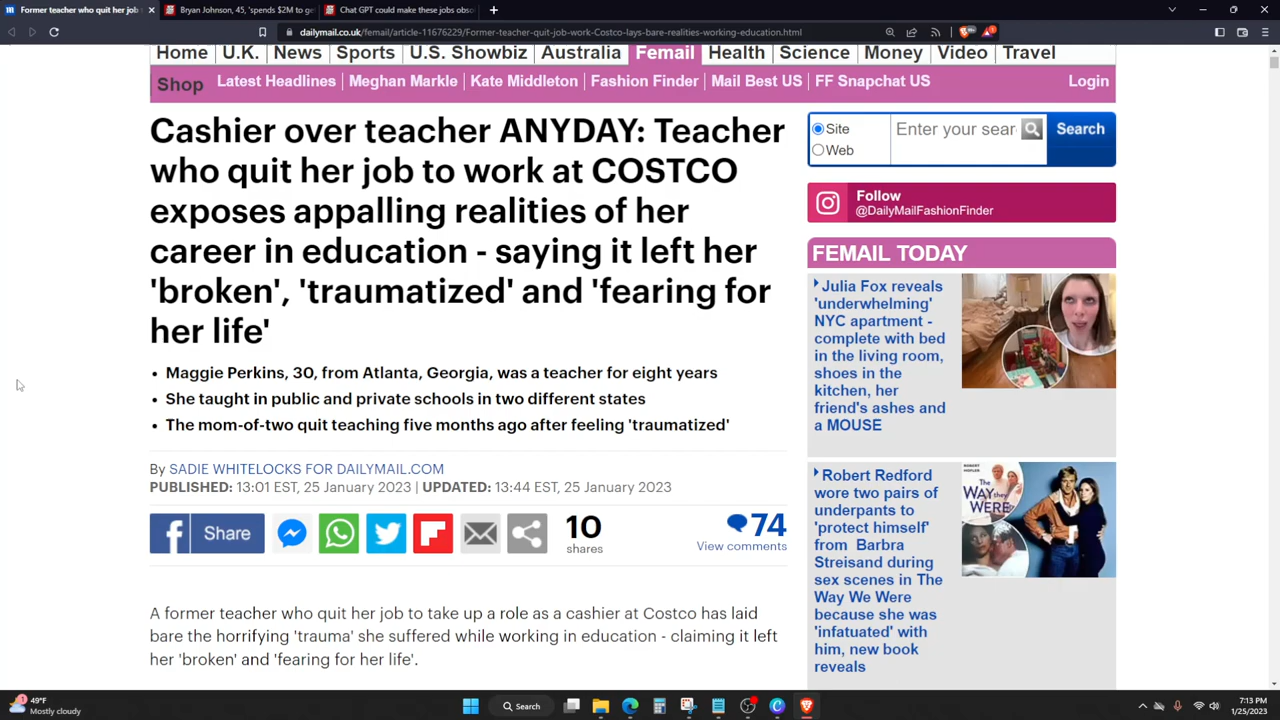 Former teacher who quit her job
Bryan Johnson, 45, 'spends $2M to ge
Chat GPT could make these jobs obso
dailymail.co.uk/femail/article-11676229/Former-teacher-quit-job-work-Costco-lays-bare-realities-working-education.html
Home U.K. News Sports U.S. Showbiz Australia Femail Health Science Money Video Travel
Shop Latest Headlines Meghan Markle Kate Middleton Fashion Finder Mail Best US FF Snapchat US Login
Cashier over teacher ANYDAY: Teacher
who quit her job to work at COSTCO
exposes appalling realities of her
career in education - saying it left her
'broken', 'traumatized' and 'fearing for
her life'
• Maggie Perkins, 30, from Atlanta, Georgia, was a teacher for eight years
• She taught in public and private schools in two different states
• The mom-of-two quit teaching five months ago after feeling 'traumatized'
By SADIE WHITELOCKS FOR DAILYMAIL.COM
PUBLISHED: 13:01 EST, 25 January 2023 | UPDATED: 13:44 EST, 25 January 2023
Share
10
shares
74
View comments
A former teacher who quit her job to take up a role as a cashier at Costco has laid
bare the horrifying 'trauma' she suffered while working in education - claiming it left
her 'broken' and 'fearing for her life'.
Site
Web
Enter your sear
Search
Follow
@DailyMailFashionFinder
FEMAIL TODAY
Julia Fox reveals
'underwhelming'
NYC apartment -
complete with bed
in the living room,
shoes in the
kitchen, her
friend's ashes and
a MOUSE
Robert Redford
wore two pairs of
underpants to
'protect himself'
from Barbra
Streisand during
sex scenes in The
Way We Were
because she was
'infatuated' with
him, new book
reveals
THE WAY
THEY
WERE
49°F
Mostly cloudy
Search
7:13 PM
1/25/2023